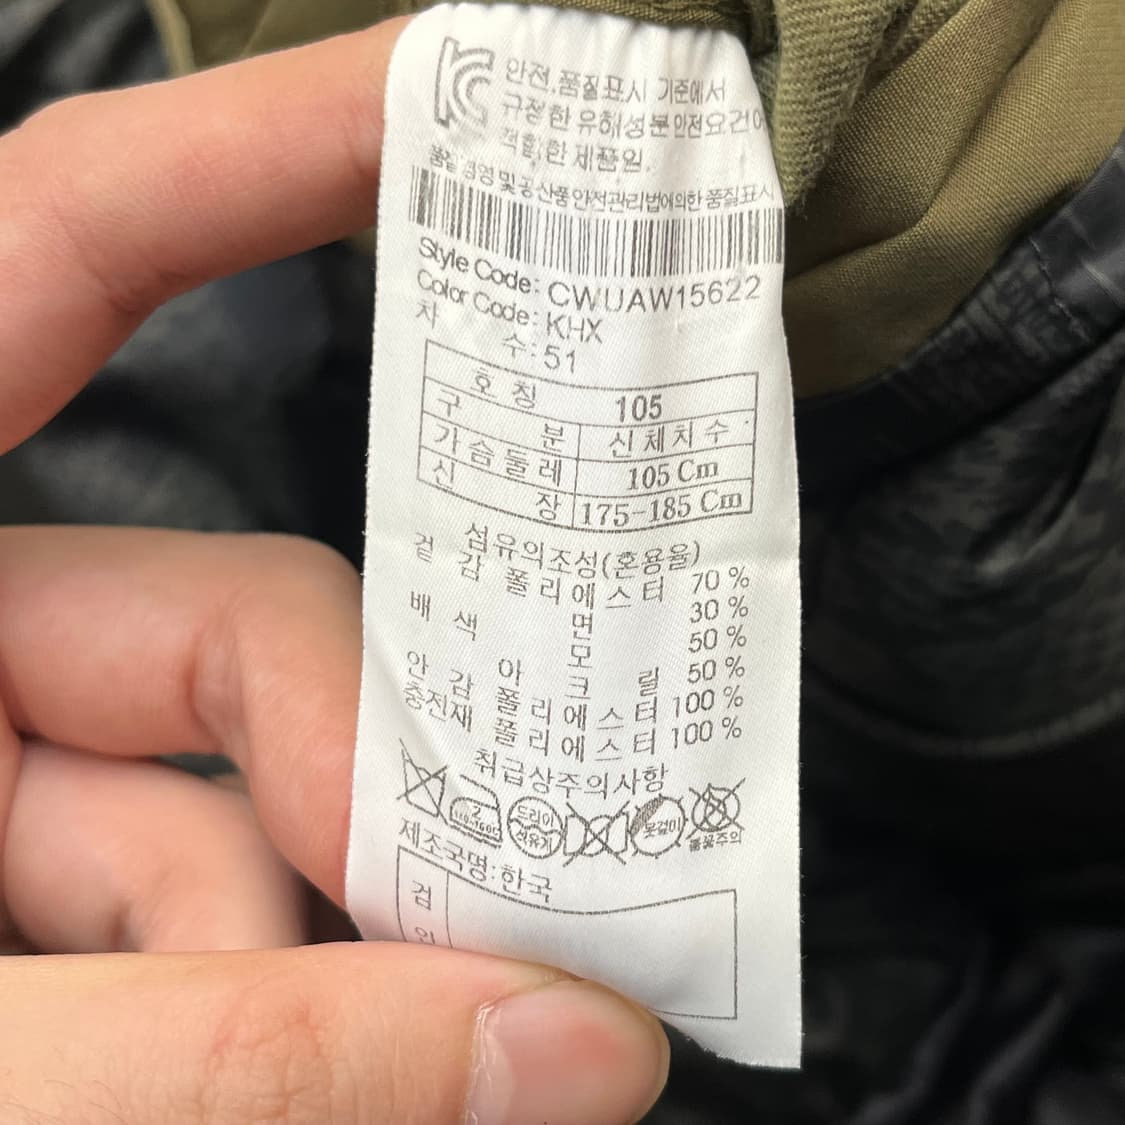 안전.품질표시 기준에서
규정한 유해성분 안전요건에
적합한 제품임.
품질 경영 및 공산품안전관리법에의한 품질표시
Style Code: CWUAW15622
Color Code: KHX
차 수: 51
호 칭 105
구 분 신체치수
가슴둘레 105 Cm
신 장 175-185 Cm
섬유의조성(혼용율)
겉 감 폴리에스터 70 %
면 30 %
배 색 모 50 %
아 크 릴 50 %
안 감 폴리에스터 100 %
충전재 폴리에스터 100 %
취급상주의사항
2
드라이
석유계
옷걸이
불꽃주의
제조국명:한국
검